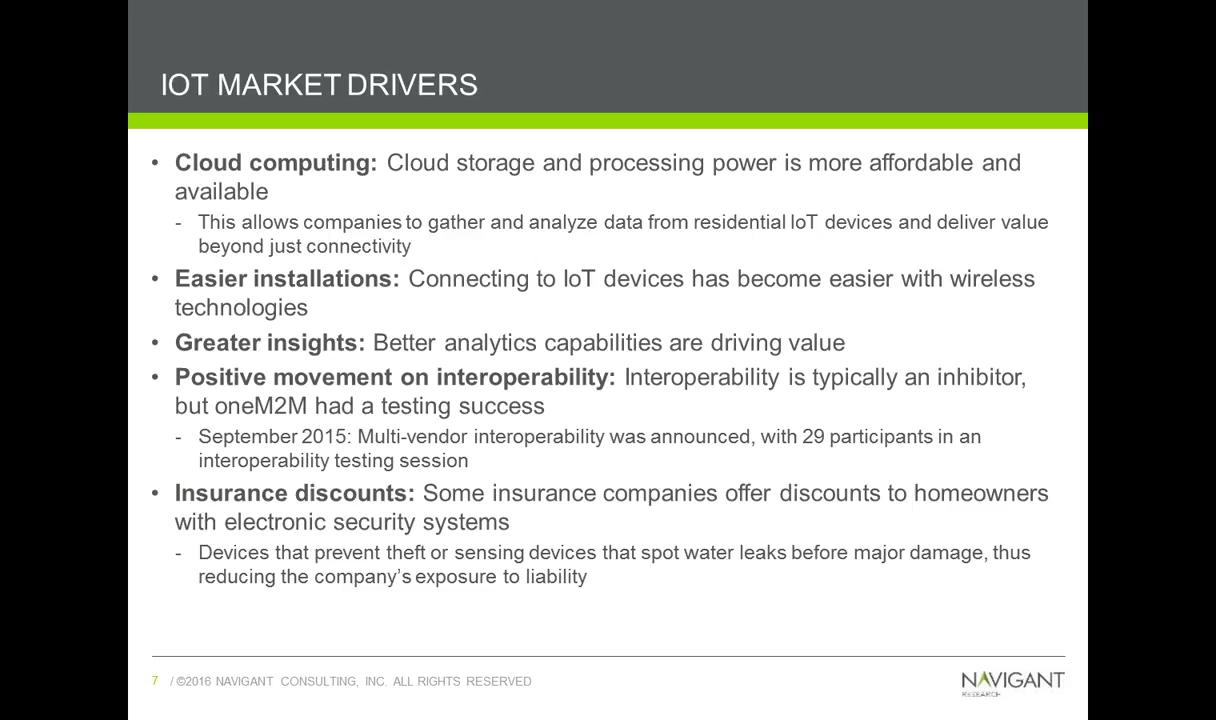 IOT MARKET DRIVERS
• Cloud computing: Cloud storage and processing power is more affordable and
available
- This allows companies to gather and analyze data from residential IoT devices and deliver value
beyond just connectivity
• Easier installations: Connecting to IoT devices has become easier with wireless
technologies
• Greater insights: Better analytics capabilities are driving value
• Positive movement on interoperability: Interoperability is typically an inhibitor,
but oneM2M had a testing success
- September 2015: Multi-vendor interoperability was announced, with 29 participants in an
interoperability testing session
• Insurance discounts: Some insurance companies offer discounts to homeowners
with electronic security systems
- Devices that prevent theft or sensing devices that spot water leaks before major damage, thus
reducing the company's exposure to liability
7 / ©2016 NAVIGANT CONSULTING, INC. ALL RIGHTS RESERVED
NAVIGANT
RESEARCH